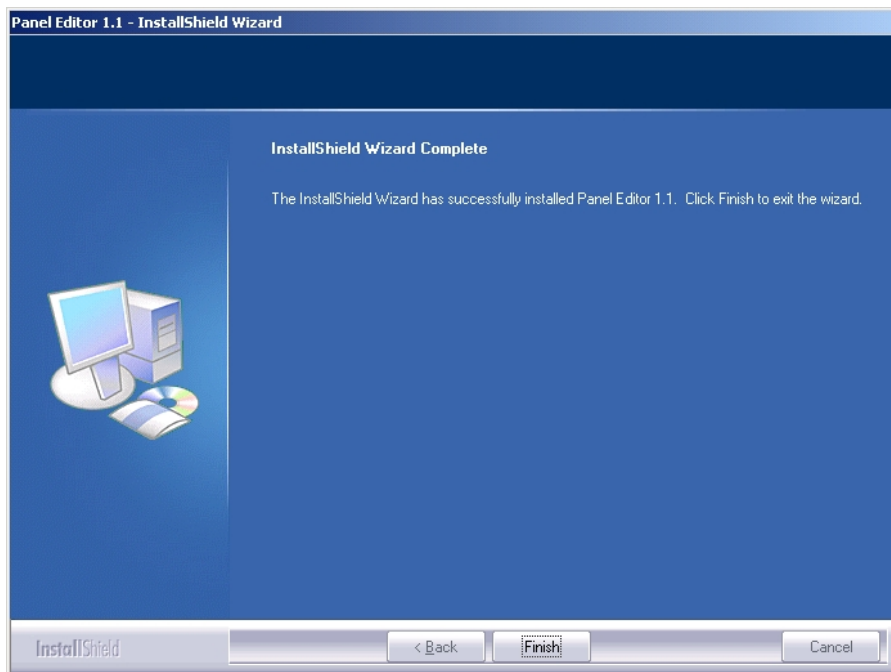 Panel Editor 1.1 - InstallShield Wizard
InstallShield Wizard Complete
The InstallShield Wizard has successfully installed Panel Editor 1.1. Click Finish to exit the wizard.
InstallShield
< Back
Finish
Cancel